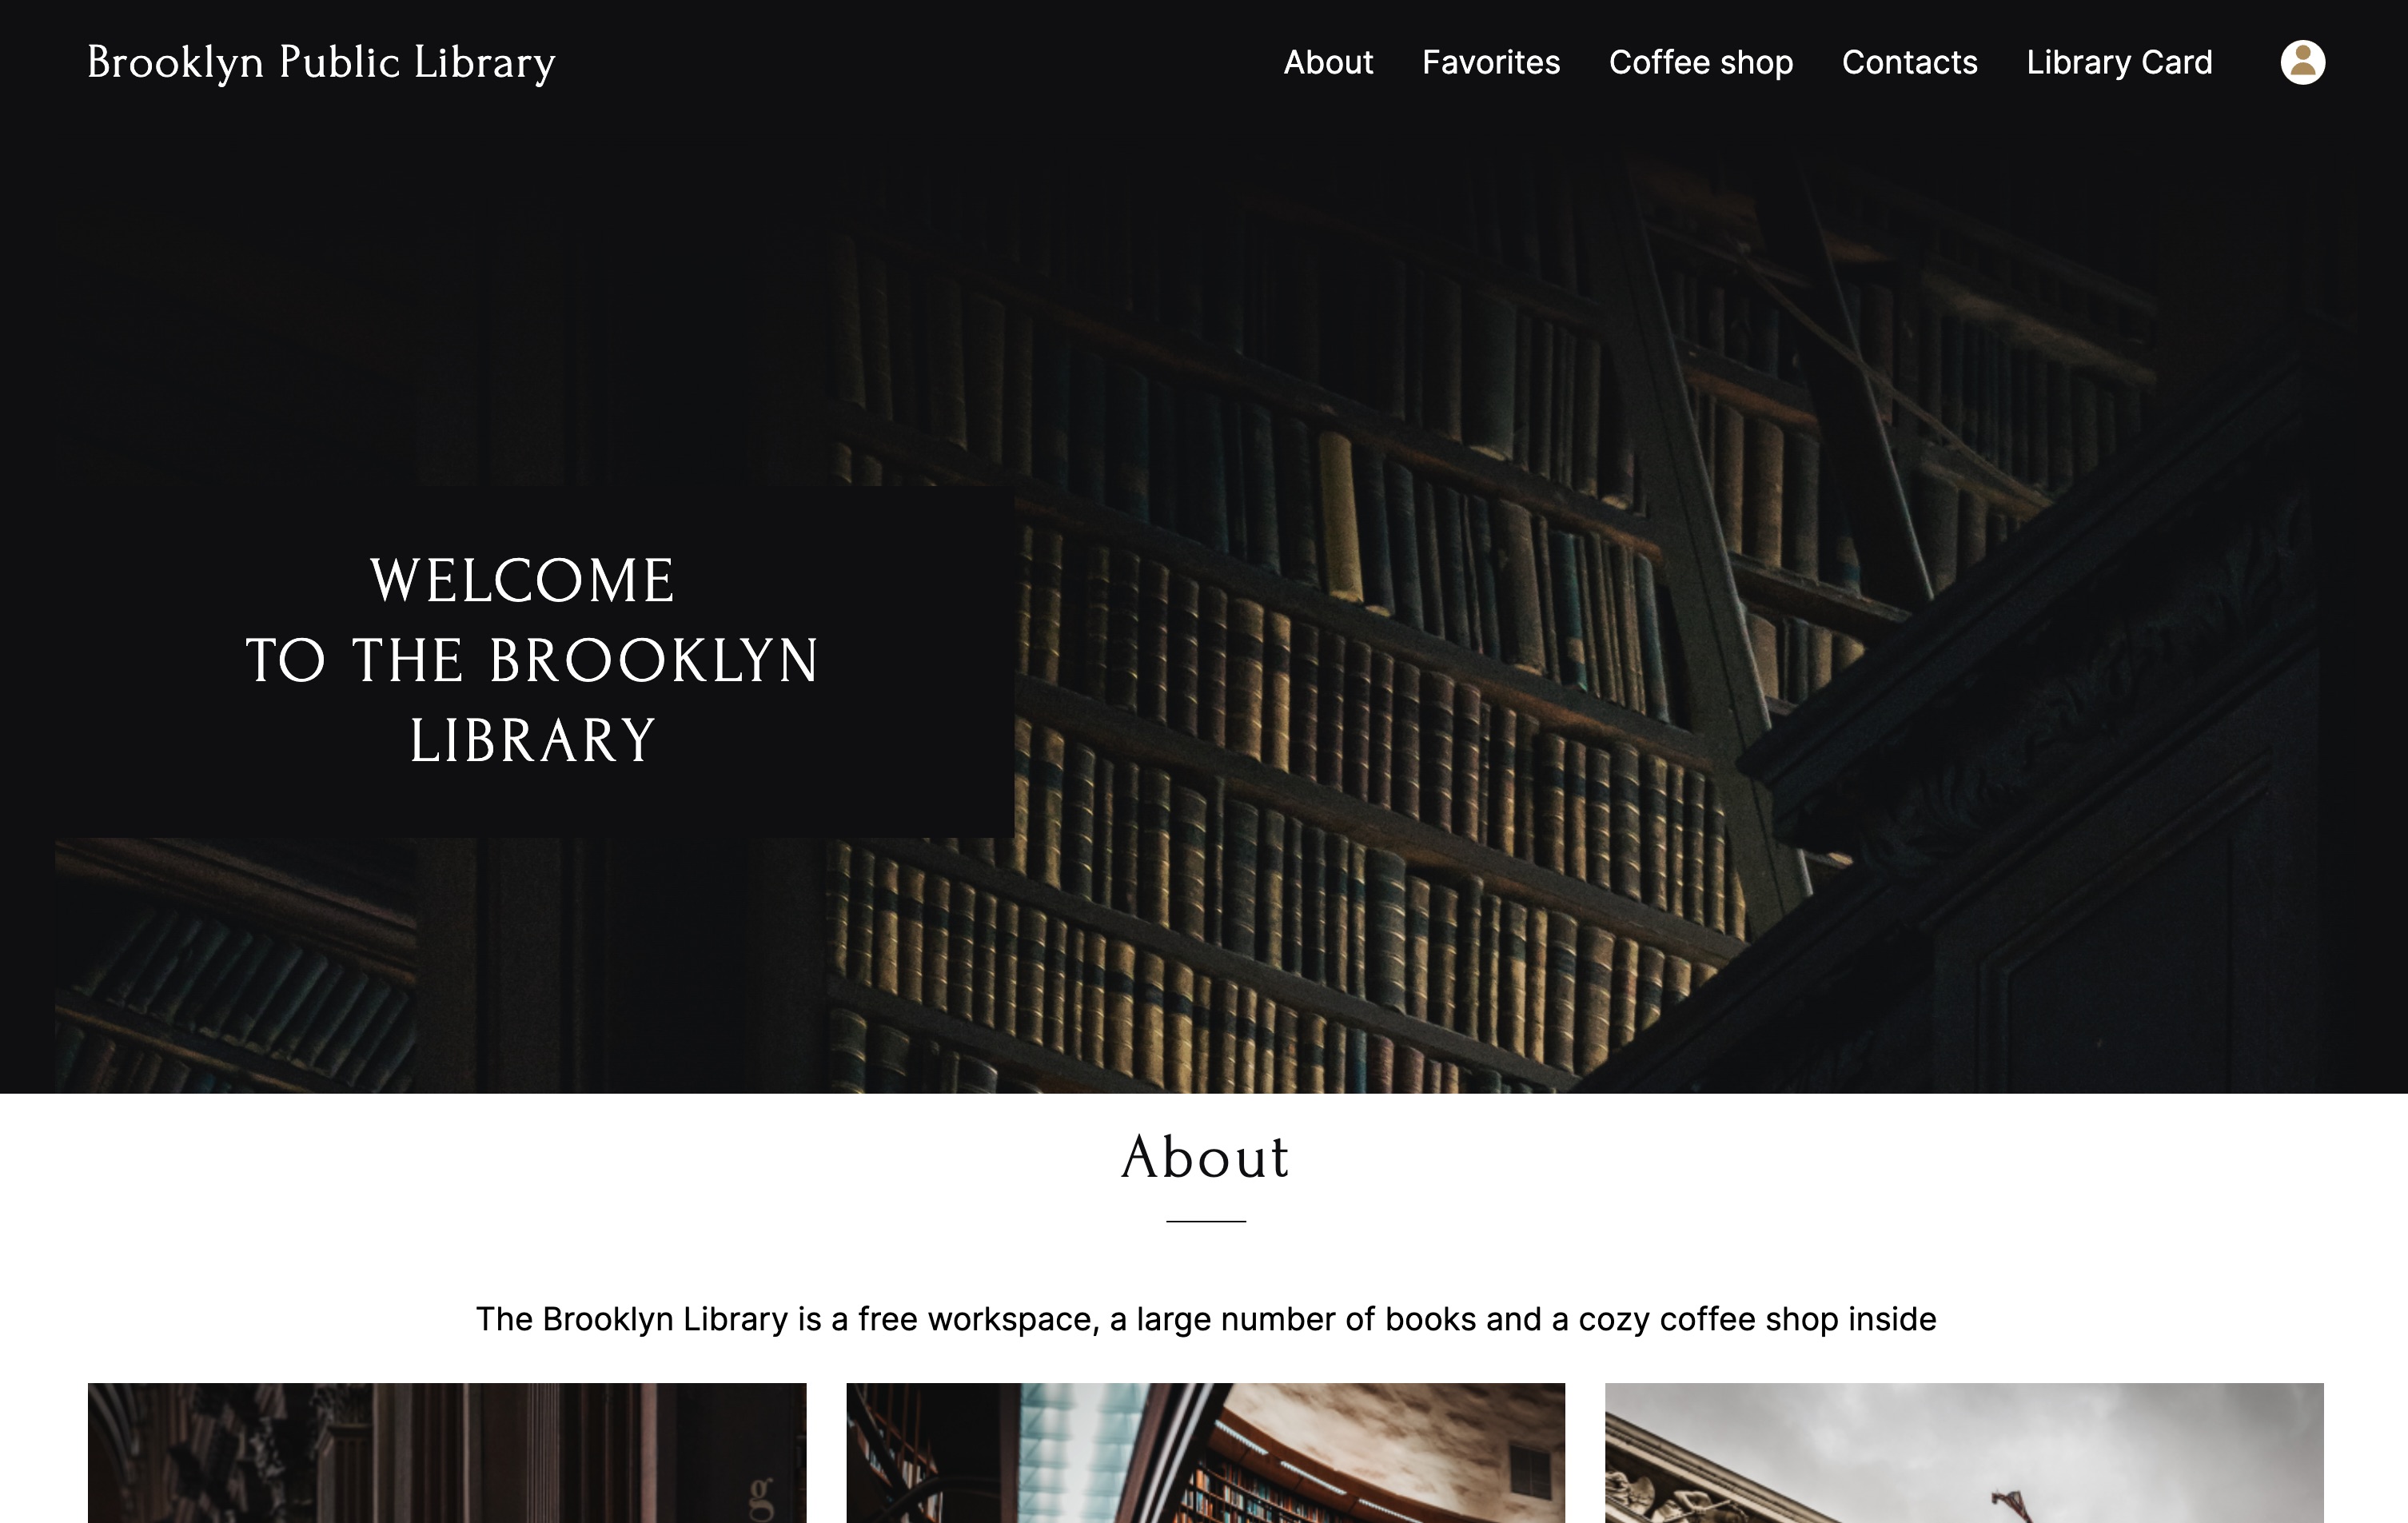 Brooklyn Public Library
About Favorites Coffee shop Contacts Library Card
WELCOME
TO THE BROOKLYN
LIBRARY
About
The Brooklyn Library is a free workspace, a large number of books and a cozy coffee shop inside
g